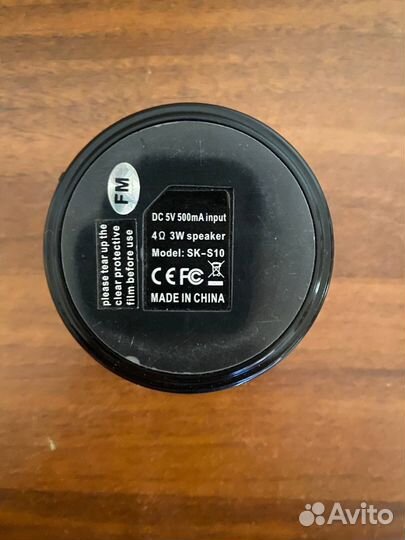 FM
DC 5V 500mA input
4Ω 3W speaker
Model: SK-S10
CE FC
MADE IN CHINA
please tear up the
clear protective
film before use
Avito